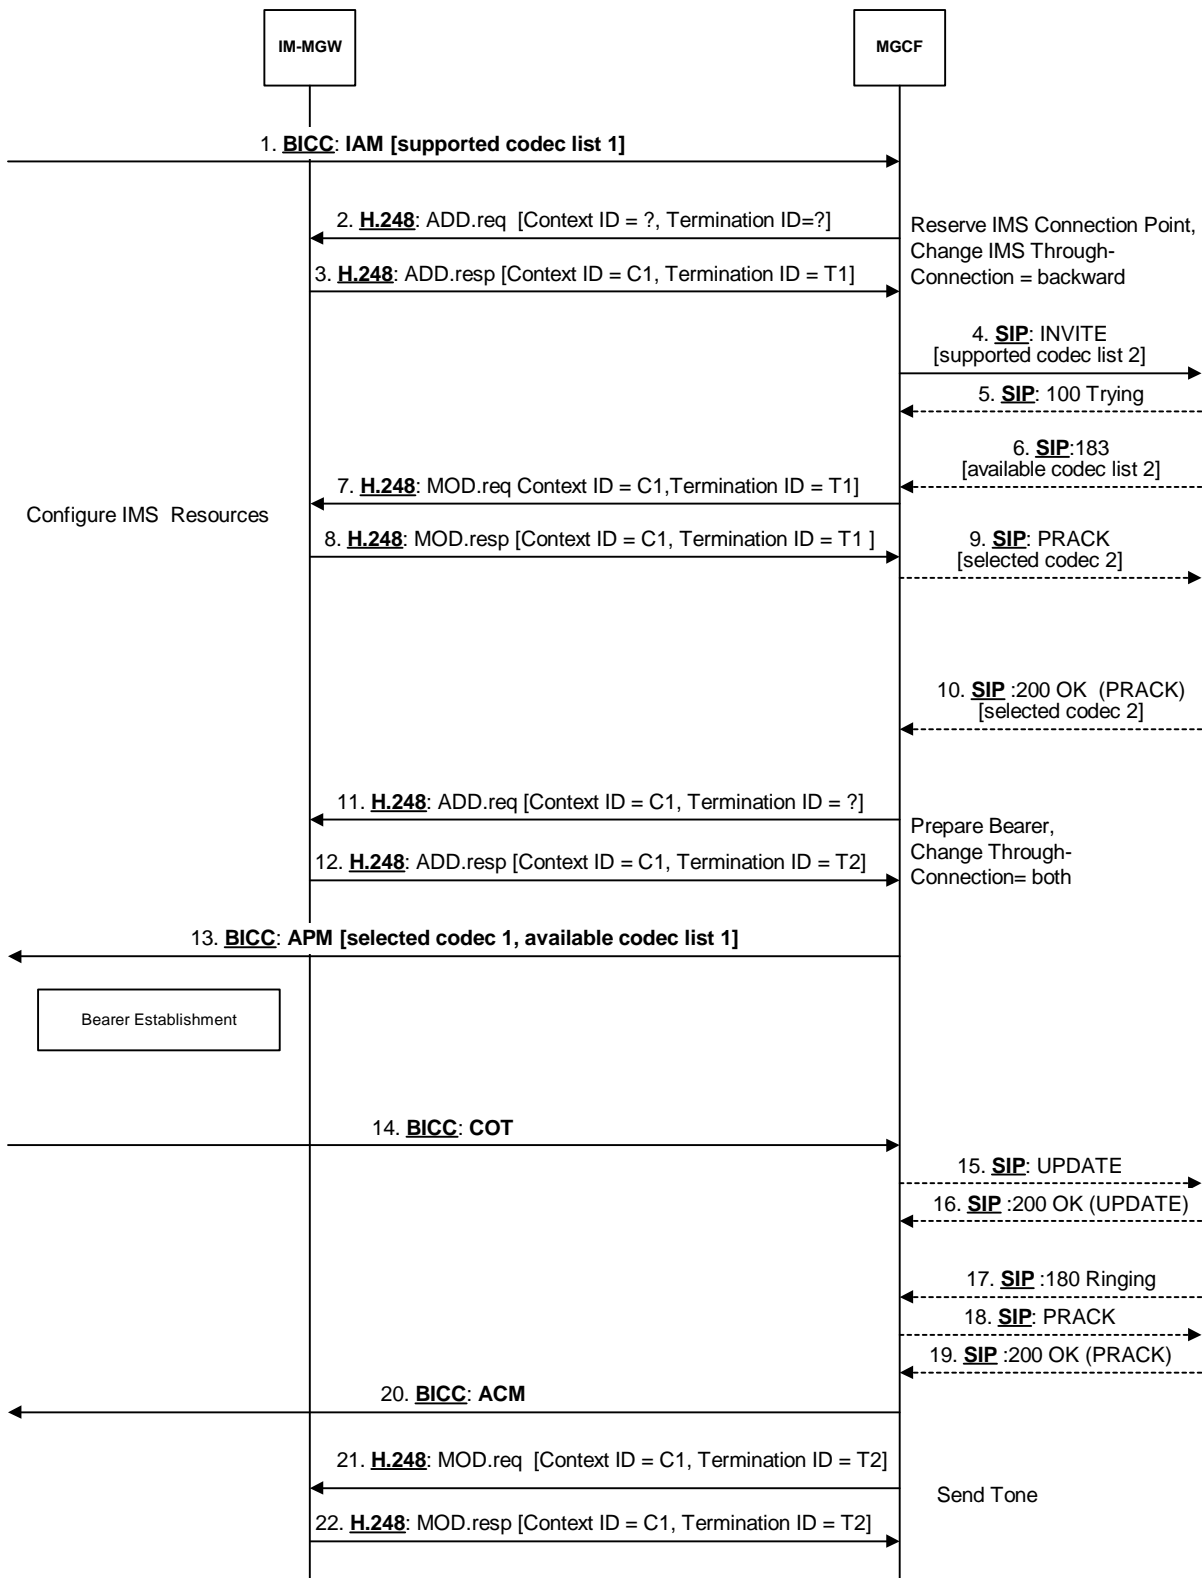 IM-MGW
MGCF
1. BICC: IAM [supported codec list 1]
2. H.248: ADD.req [Context ID = ?, Termination ID=?]
Reserve IMS Connection Point,
Change IMS Through-
Connection = backward
3. H.248: ADD.resp [Context ID = C1, Termination ID = T1]
4. SIP: INVITE
[supported codec list 2]
5. SIP: 100 Trying
6. SIP:183
[available codec list 2]
7. H.248: MOD.req Context ID = C1,Termination ID = T1]
Configure IMS Resources
8. H.248: MOD.resp [Context ID = C1, Termination ID = T1 ]
9. SIP: PRACK
[selected codec 2]
10. SIP :200 OK (PRACK)
[selected codec 2]
11. H.248: ADD.req [Context ID = C1, Termination ID = ?]
Prepare Bearer,
Change Through-
Connection= both
12. H.248: ADD.resp [Context ID = C1, Termination ID = T2]
13. BICC: APM [selected codec 1, available codec list 1]
Bearer Establishment
14. BICC: COT
15. SIP: UPDATE
16. SIP :200 OK (UPDATE)
17. SIP :180 Ringing
18. SIP: PRACK
19. SIP :200 OK (PRACK)
20. BICC: ACM
21. H.248: MOD.req [Context ID = C1, Termination ID = T2]
Send Tone
22. H.248: MOD.resp [Context ID = C1, Termination ID = T2]